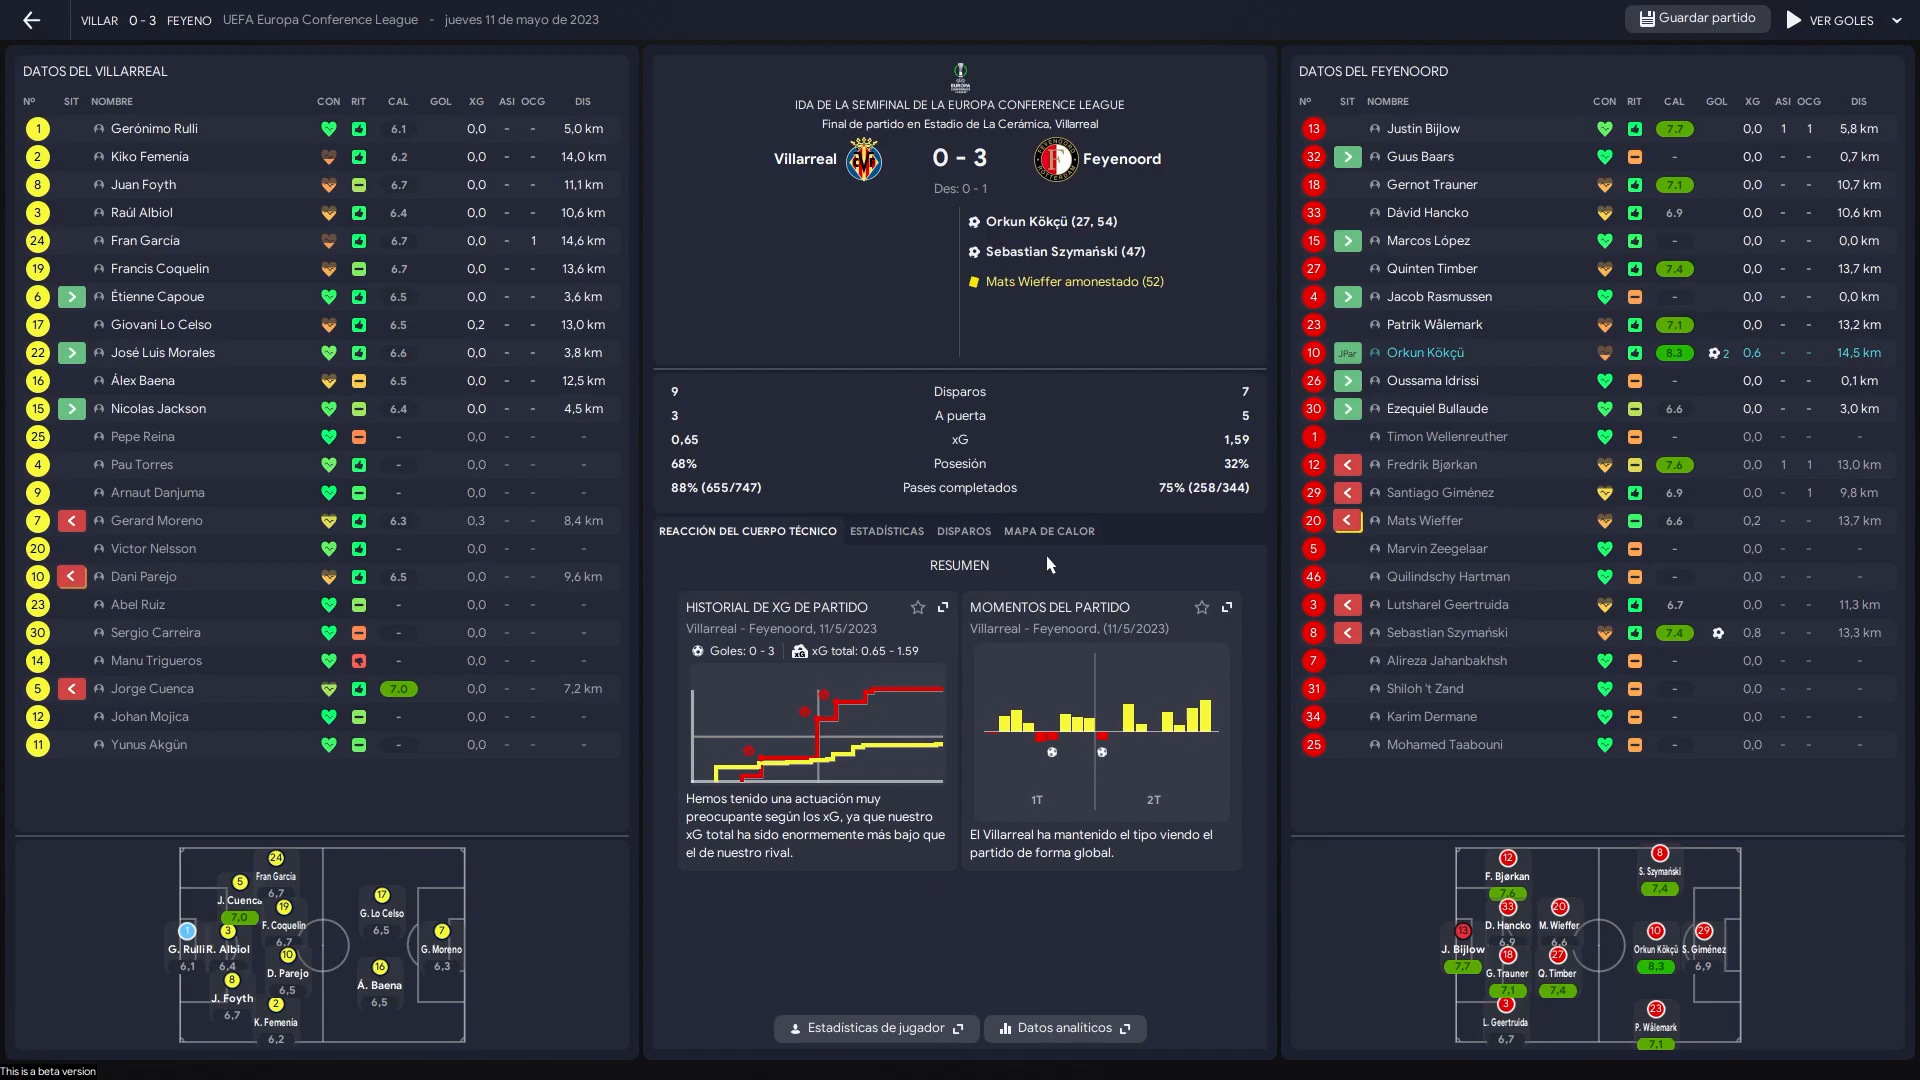 VILLAR 0 - 3 FEYENO UEFA Europa Conference League - jueves 11 de mayo de 2023
Guardar partido
VER GOLES
DATOS DEL VILLARREAL
Nº SIT NOMBRE CON RIT CAL GOL XG ASI OCG DIS
1 Gerónimo Rulli 6.1 0,0 - - 5,0 km
2 Kiko Femenía 6.2 0,0 - - 14,0 km
8 Juan Foyth 6.7 0,0 - - 11,1 km
3 Raúl Albiol 6.4 0,0 - - 10,6 km
24 Fran García 6.7 0,0 - 1 14,6 km
19 Francis Coquelin 6.7 0,0 - - 13,6 km
6 Étienne Capoue 6.5 0,0 - - 3,6 km
17 Giovani Lo Celso 6.5 0,2 - - 13,0 km
22 José Luis Morales 6.6 0,0 - - 3,8 km
16 Álex Baena 6.5 0,0 - - 12,5 km
15 Nicolas Jackson 6.4 0,0 - - 4,5 km
25 Pepe Reina - 0,0 - - -
4 Pau Torres - 0,0 - - -
9 Arnaut Danjuma - 0,0 - - -
7 Gerard Moreno 6.3 0,3 - - 8,4 km
20 Victor Nelsson - 0,0 - - -
10 Dani Parejo 6.5 0,0 - - 9,6 km
23 Abel Ruiz - 0,0 - - -
30 Sergio Carreira - 0,0 - - -
14 Manu Trigueros - 0,0 - - -
5 Jorge Cuenca 7.0 0,0 - - 7,2 km
12 Johan Mojica - 0,0 - - -
11 Yunus Akgün - 0,0 - - -
24
Fran García
6,7
5
J. Cuenca
7,0
19
F. Coquelin
6,7
17
G. Lo Celso
6,5
1
G. Rulli
6,1
3
R. Albiol
6,4
10
D. Parejo
6,5
7
G. Moreno
6,3
8
J. Foyth
6,7
16
Á. Baena
6,5
2
K. Femenía
6,2
EUROPA
CONFERENCE
LEAGUE
IDA DE LA SEMIFINAL DE LA EUROPA CONFERENCE LEAGUE
Final de partido en Estadio de La Cerámica, Villarreal
Villarreal 0 - 3 Feyenoord
Des: 0 - 1
Orkun Kökçü (27, 54)
Sebastian Szymański (47)
Mats Wieffer amonestado (52)
9 Disparos 7
3 A puerta 5
0,65 xG 1,59
68% Posesión 32%
88% (655/747) Pases completados 75% (258/344)
REACCIÓN DEL CUERPO TÉCNICO ESTADÍSTICAS DISPAROS MAPA DE CALOR
RESUMEN
HISTORIAL DE XG DE PARTIDO
Villarreal - Feyenoord, 11/5/2023
Goles: 0 - 3 xG xG total: 0.65 - 1.59
Hemos tenido una actuación muy
preocupante según los xG, ya que nuestro
xG total ha sido enormemente más bajo que
el de nuestro rival.
MOMENTOS DEL PARTIDO
Villarreal - Feyenoord, (11/5/2023)
1T 2T
El Villarreal ha mantenido el tipo viendo el
partido de forma global.
Estadísticas de jugador
Datos analíticos
DATOS DEL FEYENOORD
Nº SIT NOMBRE CON RIT CAL GOL XG ASI OCG DIS
13 Justin Bijlow 7.7 0,0 1 1 5,8 km
32 Guus Baars - 0,0 - - 0,7 km
18 Gernot Trauner 7.1 0,0 - - 10,7 km
33 Dávid Hancko 6.9 0,0 - - 10,6 km
15 Marcos López - 0,0 - - 0,0 km
27 Quinten Timber 7.4 0,0 - - 13,7 km
4 Jacob Rasmussen - 0,0 - - 0,0 km
23 Patrik Wålemark 7.1 0,0 - - 13,2 km
10 JPar Orkun Kökçü 8.3 2 0,6 - - 14,5 km
26 Oussama Idrissi - 0,0 - - 0,1 km
30 Ezequiel Bullaude 6.6 0,0 - - 3,0 km
1 Timon Wellenreuther - 0,0 - - -
12 Fredrik Bjørkan 7.6 0,0 1 1 13,0 km
29 Santiago Giménez 6.9 0,0 - 1 9,8 km
20 Mats Wieffer 6.6 0,2 - - 13,7 km
5 Marvin Zeegelaar - 0,0 - - -
46 Quilindschy Hartman - 0,0 - - -
3 Lutsharel Geertruida 6.7 0,0 - - 11,3 km
8 Sebastian Szymański 7.4 0,8 - - 13,3 km
7 Alireza Jahanbakhsh - 0,0 - - -
31 Shiloh 't Zand - 0,0 - - -
34 Karim Dermane - 0,0 - - -
25 Mohamed Taabouni - 0,0 - - -
12
F. Bjørkan
7,6
8
S. Szymański
7,4
33
D. Hancko
6,9
20
M. Wieffer
6,6
13
J. Bijlow
7,7
10
Orkun Kökçü
8,3
29
S. Giménez
6,9
18
G. Trauner
7,1
27
Q. Timber
7,4
3
L. Geertruida
6,7
23
P. Wålemark
7,1
This is a beta version